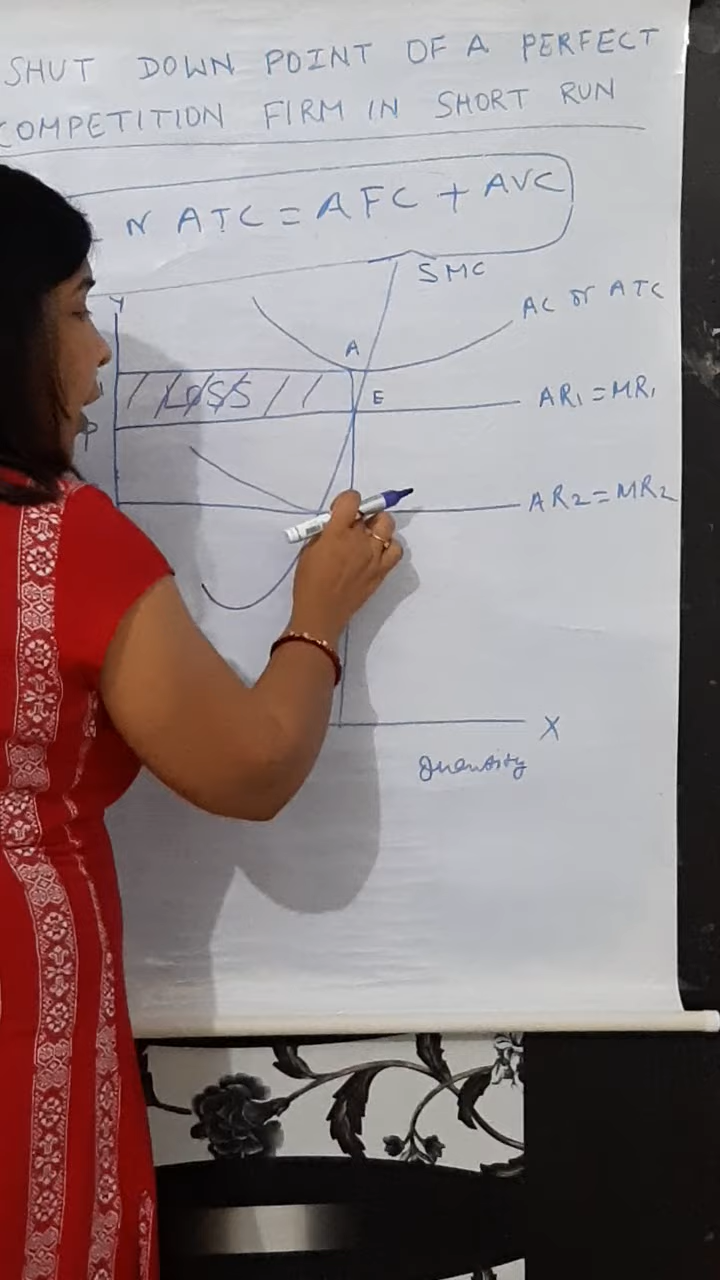 SHUT DOWN POINT OF A PERFECT
COMPETITION FIRM IN SHORT RUN
ATC = AFC + AVC
SMC
Y
AC or ATC
A
LOSS
E
AR1 = MR1
P
AR2 = MR2
X
Quantity